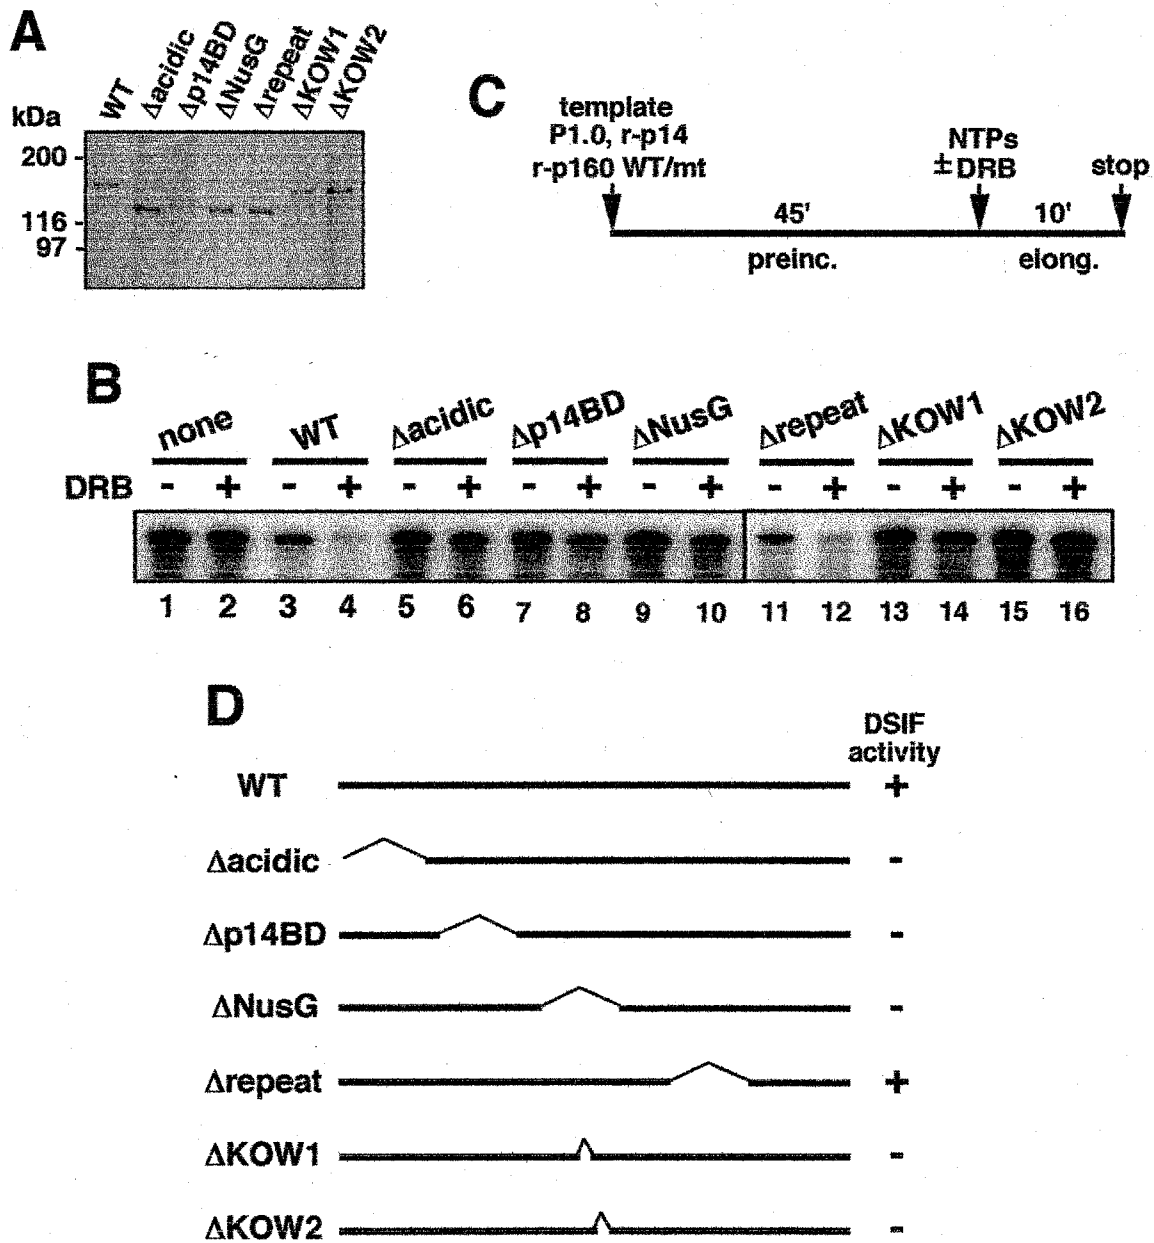 A
WT Δacidic Δp14BD ΔNusG Δrepeat ΔKOW1 ΔKOW2
kDa
200 -
116 -
97 -
C
template
P1.0, r-p14
r-p160 WT/mt
NTPs
±DRB
stop
45'
10'
preinc.
elong.
B
none WT Δacidic Δp14BD ΔNusG Δrepeat ΔKOW1 ΔKOW2
DRB - + - + - + - + - + - + - + - +
1 2 3 4 5 6 7 8 9 10 11 12 13 14 15 16
D
DSIF
activity
WT +
Δacidic -
Δp14BD -
ΔNusG -
Δrepeat +
ΔKOW1 -
ΔKOW2 -